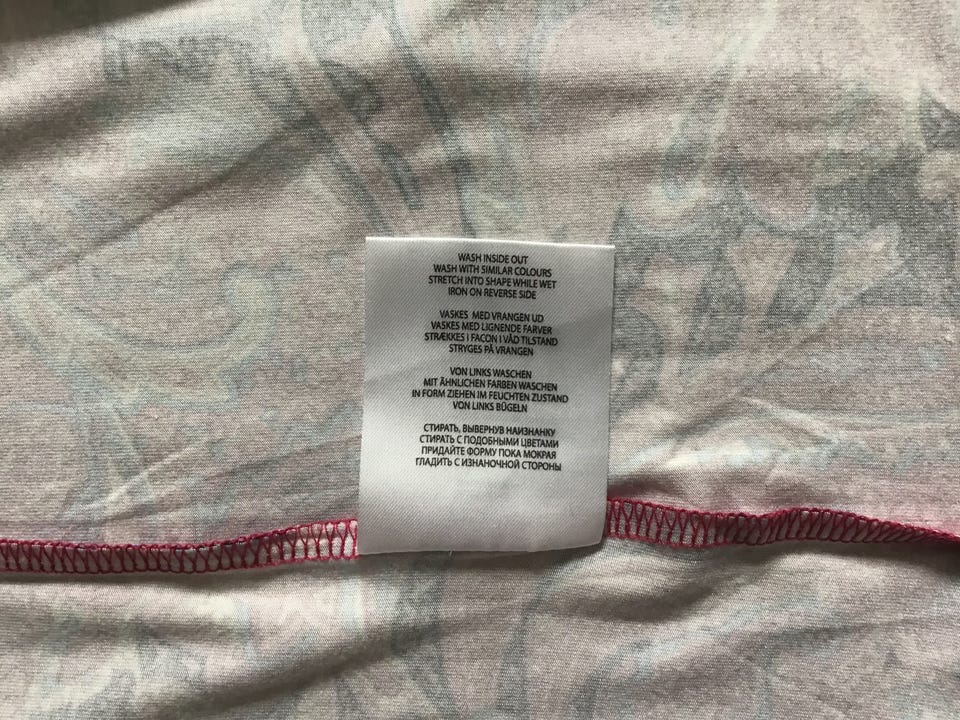 WASH INSIDE OUT
WASH WITH SIMILAR COLOURS
STRETCH INTO SHAPE WHILE WET
IRON ON REVERSE SIDE
VASKES MED VRANGEN UD
VASKES MED LIGNENDE FARVER
STRÆKKES I FACON I VÅD TILSTAND
STRYGES PÅ VRANGEN
VON LINKS WASCHEN
MIT ÄHNLICHEN FARBEN WASCHEN
IN FORM ZIEHEN IM FEUCHTEN ZUSTAND
VON LINKS BÜGELN
СТИРАТЬ, ВЫВЕРНУВ НАИЗНАНКУ
СТИРАТЬ С ПОДОБНЫМИ ЦВЕТАМИ
ПРИДАЙТЕ ФОРМУ ПОКА МОКРАЯ
ГЛАДИТЬ С ИЗНАНОЧНОЙ СТОРОНЫ